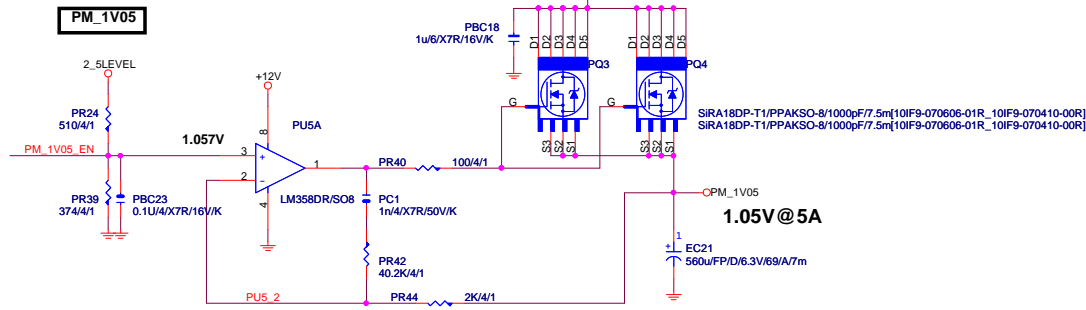 PM_1V05
2_5LEVEL
PR24
510/4/1
PM_1V05_EN
PR39
374/4/1
PBC23
0.1U/4/X7R/16V/K
1.057V
+12V
PU5A
8
3
+
2
-
1
4
LM358DR/SO8
PR40
100/4/1
PC1
1n/4/X7R/50V/K
PR42
40.2K/4/1
PU5_2
PR44
2K/4/1
PBC18
1u/6/X7R/16V/K
D1
D2
D3
D4
D5
PQ3
G
S3
S2
S1
D1
D2
D3
D4
D5
PQ4
G
S3
S2
S1
SiRA18DP-T1/PPAKSO-8/1000pF/7.5m[10IF9-070606-01R_10IF9-070410-00R]
SiRA18DP-T1/PPAKSO-8/1000pF/7.5m[10IF9-070606-01R_10IF9-070410-00R]
PM_1V05
1.05V@5A
1
+
EC21
560u/FP/D/6.3V/69/A/7m